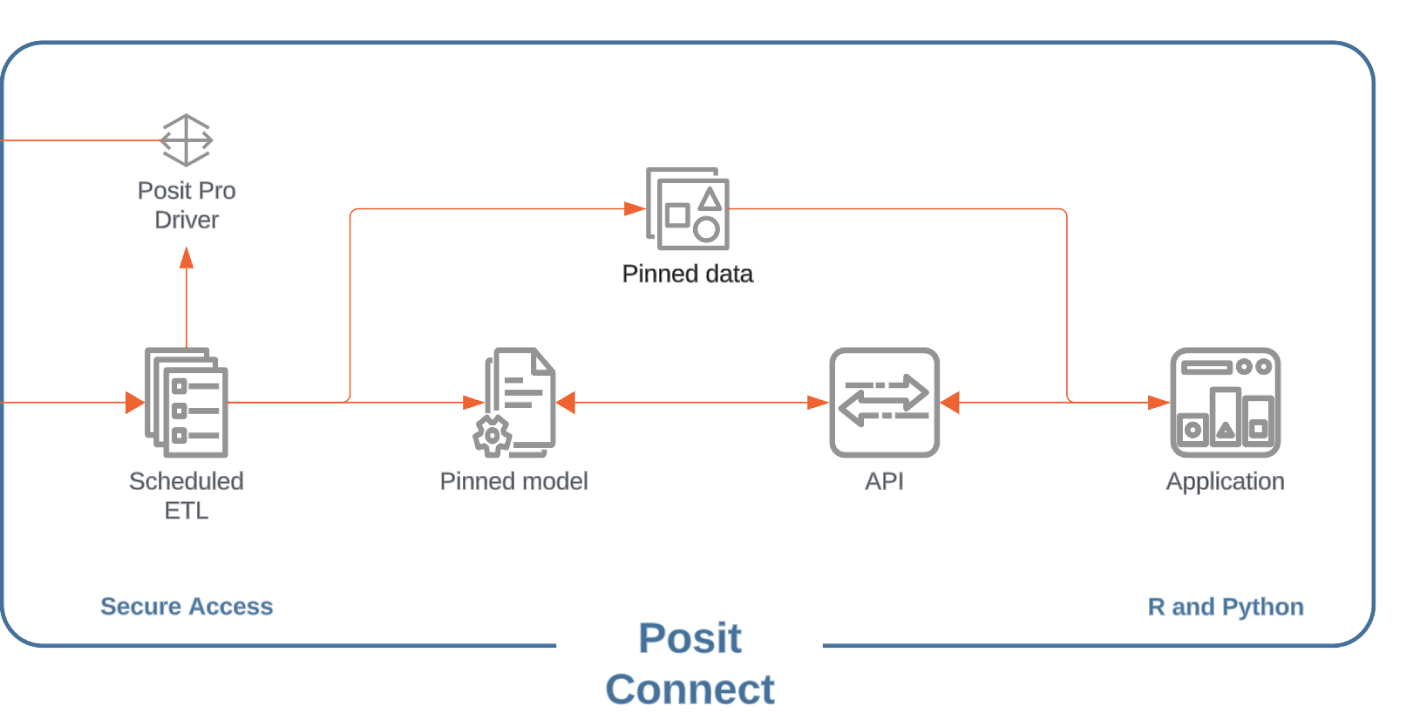 Posit Pro
Driver
Pinned data
Scheduled
ETL
Pinned model
API
Application
Secure Access
R and Python
Posit
Connect